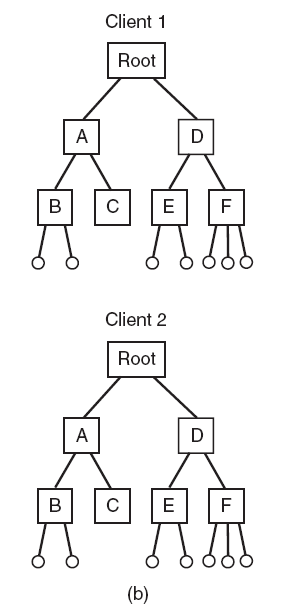 Client 1
Root
A D
B C E F
Client 2
Root
A D
B C E F
(b)